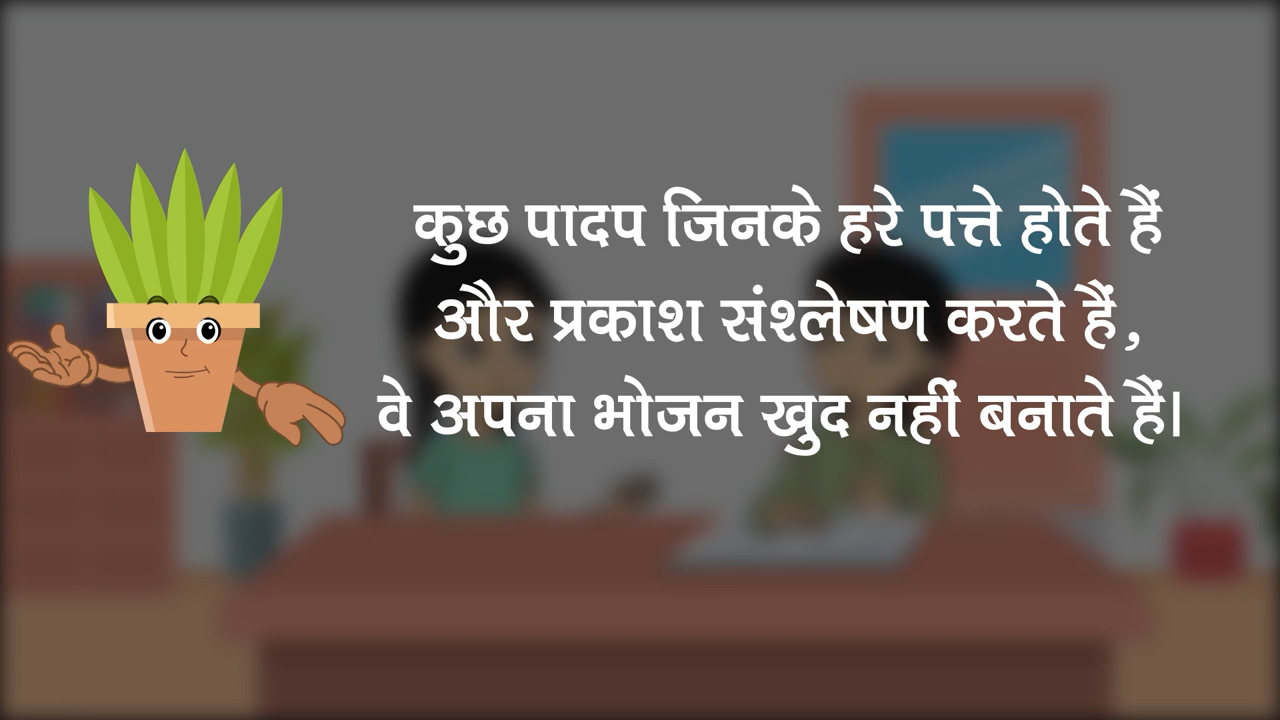 कुछ पादप जिनके हरे पत्ते होते हैं
और प्रकाश संश्लेषण करते हैं,
वे अपना भोजन खुद नहीं बनाते हैं।